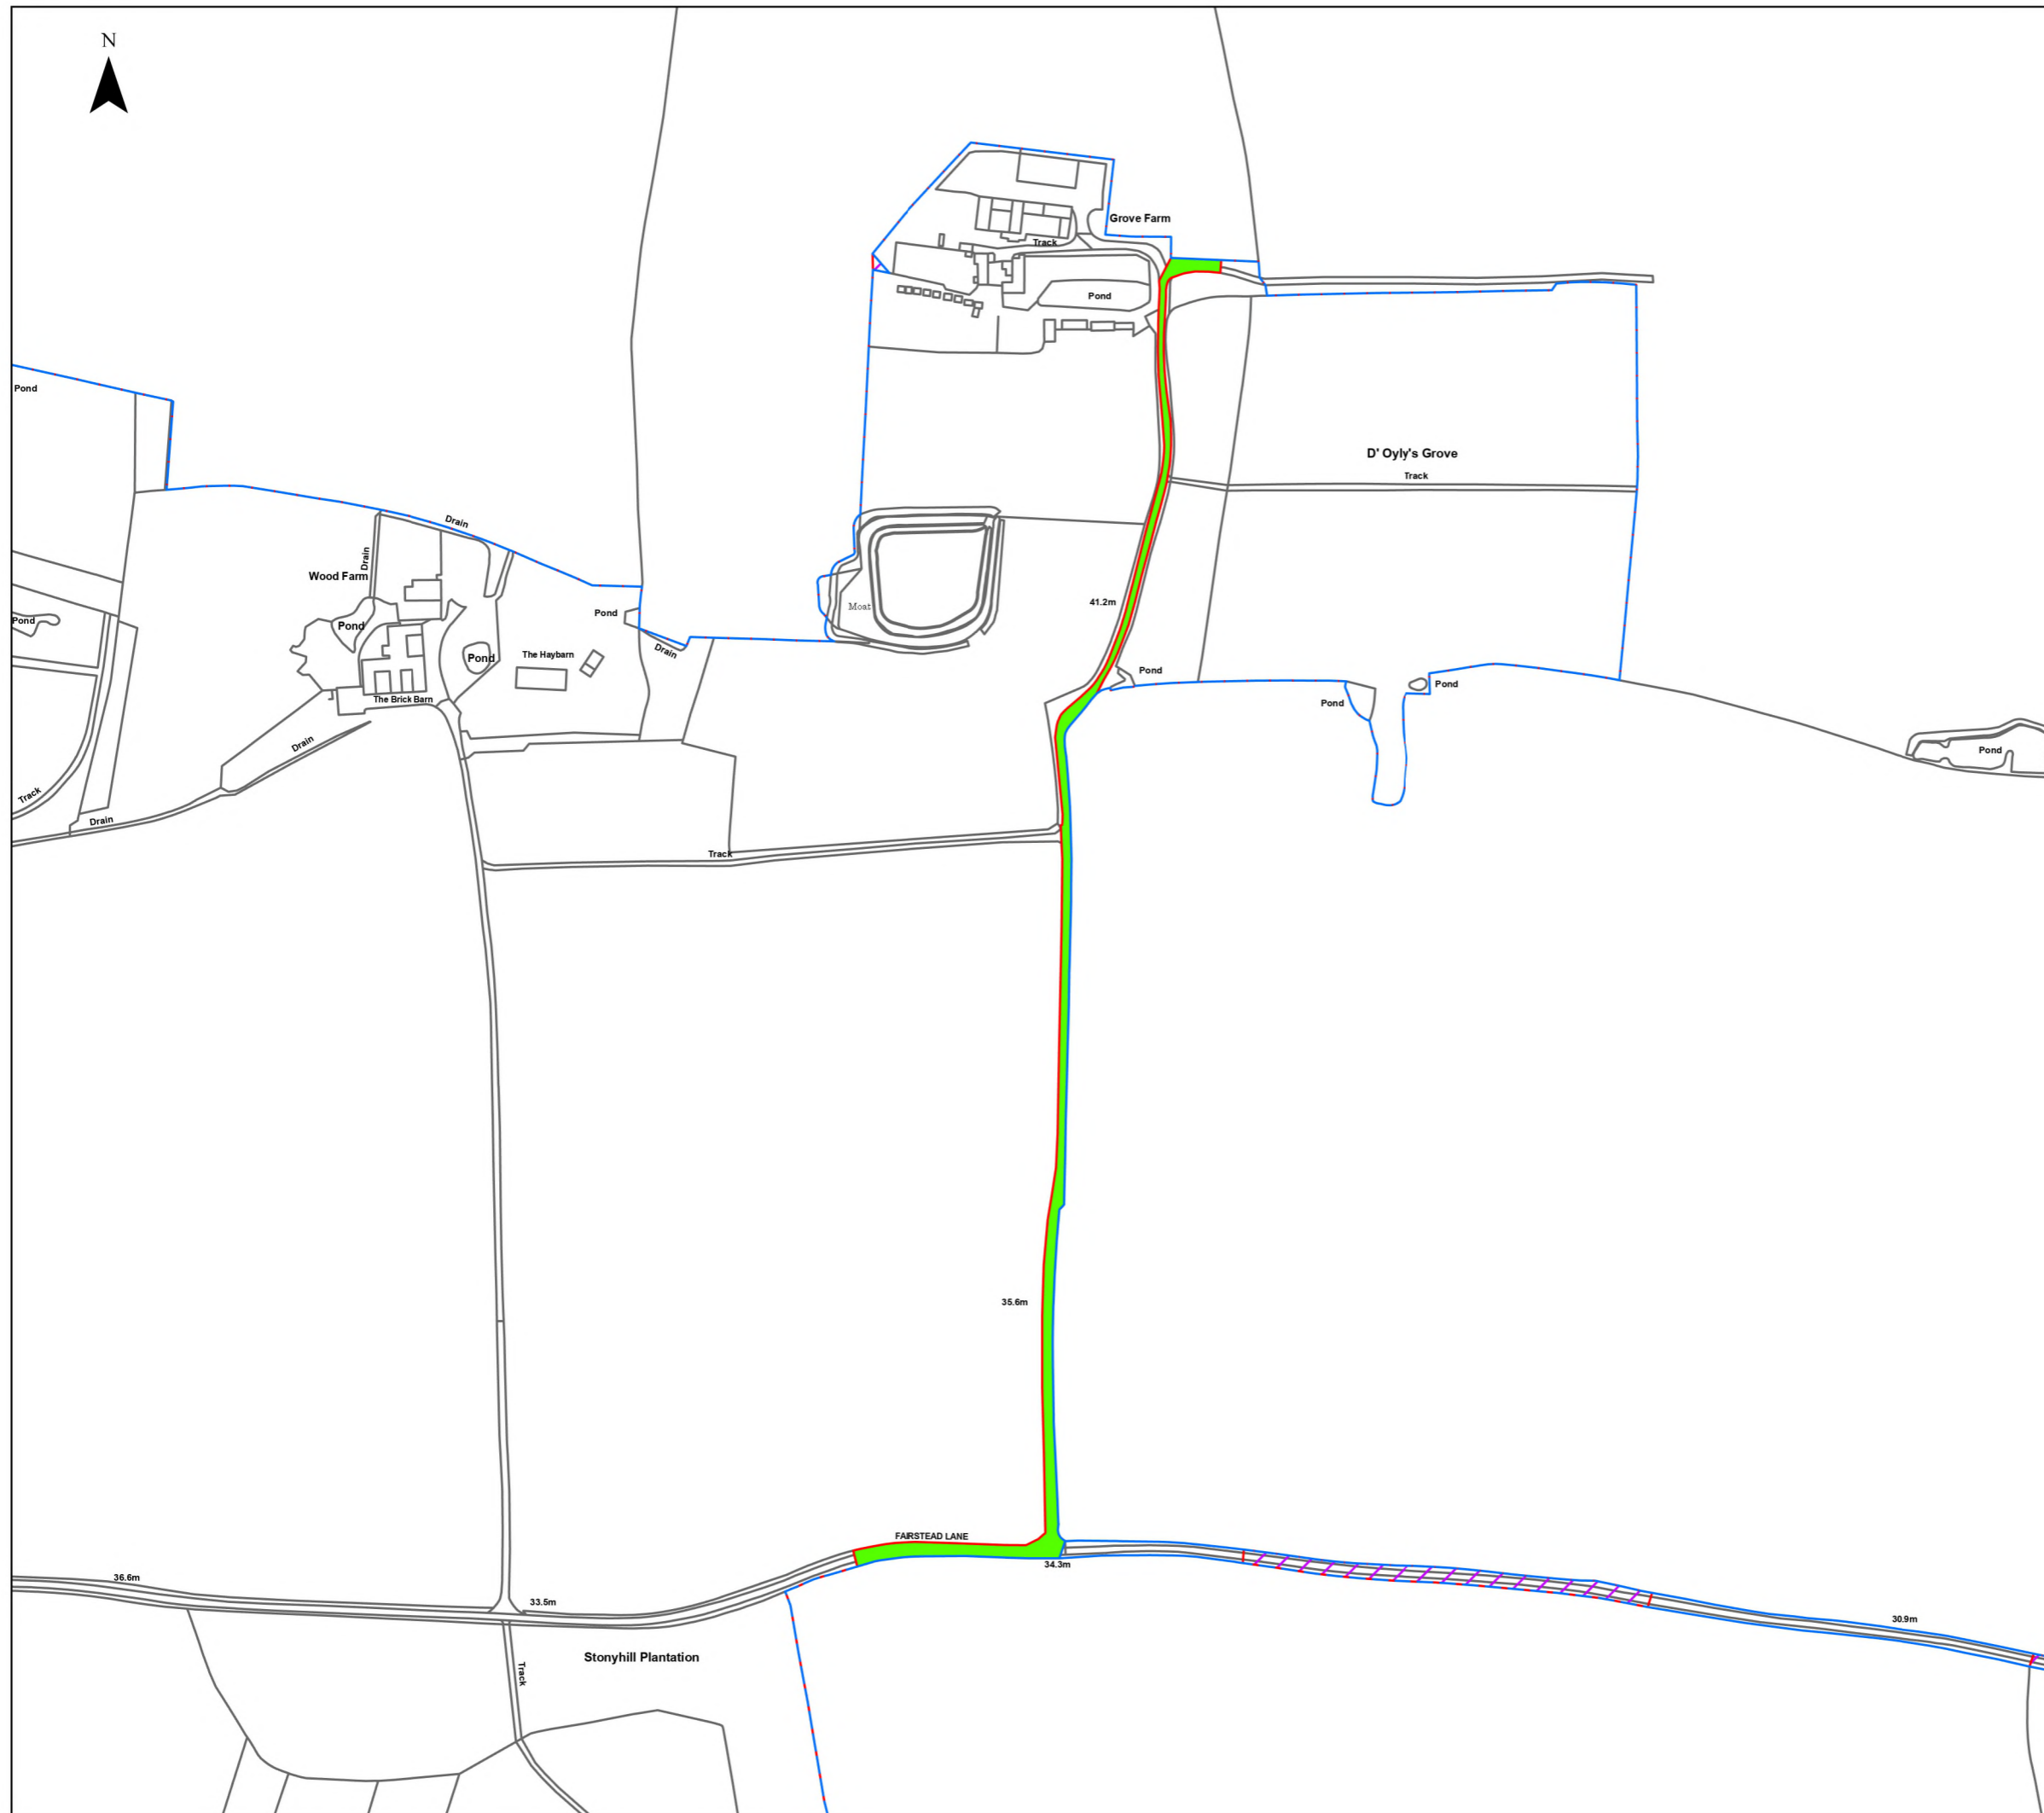 N
Grove Farm
Track
Pond
Pond
D' Oyly's Grove
Track
Drain
Drain
Wood Farm
41.2m
Moat
Pond
Pond
Pond
Drain
The Haybarn
Pond
Pond
Pond
The Brick Barn
Pond
Drain
Pond
Track
Drain
Track
35.6m
FAIRSTEAD LANE
34.3m
36.6m
33.5m
30.9m
Stonyhill Plantation
Track